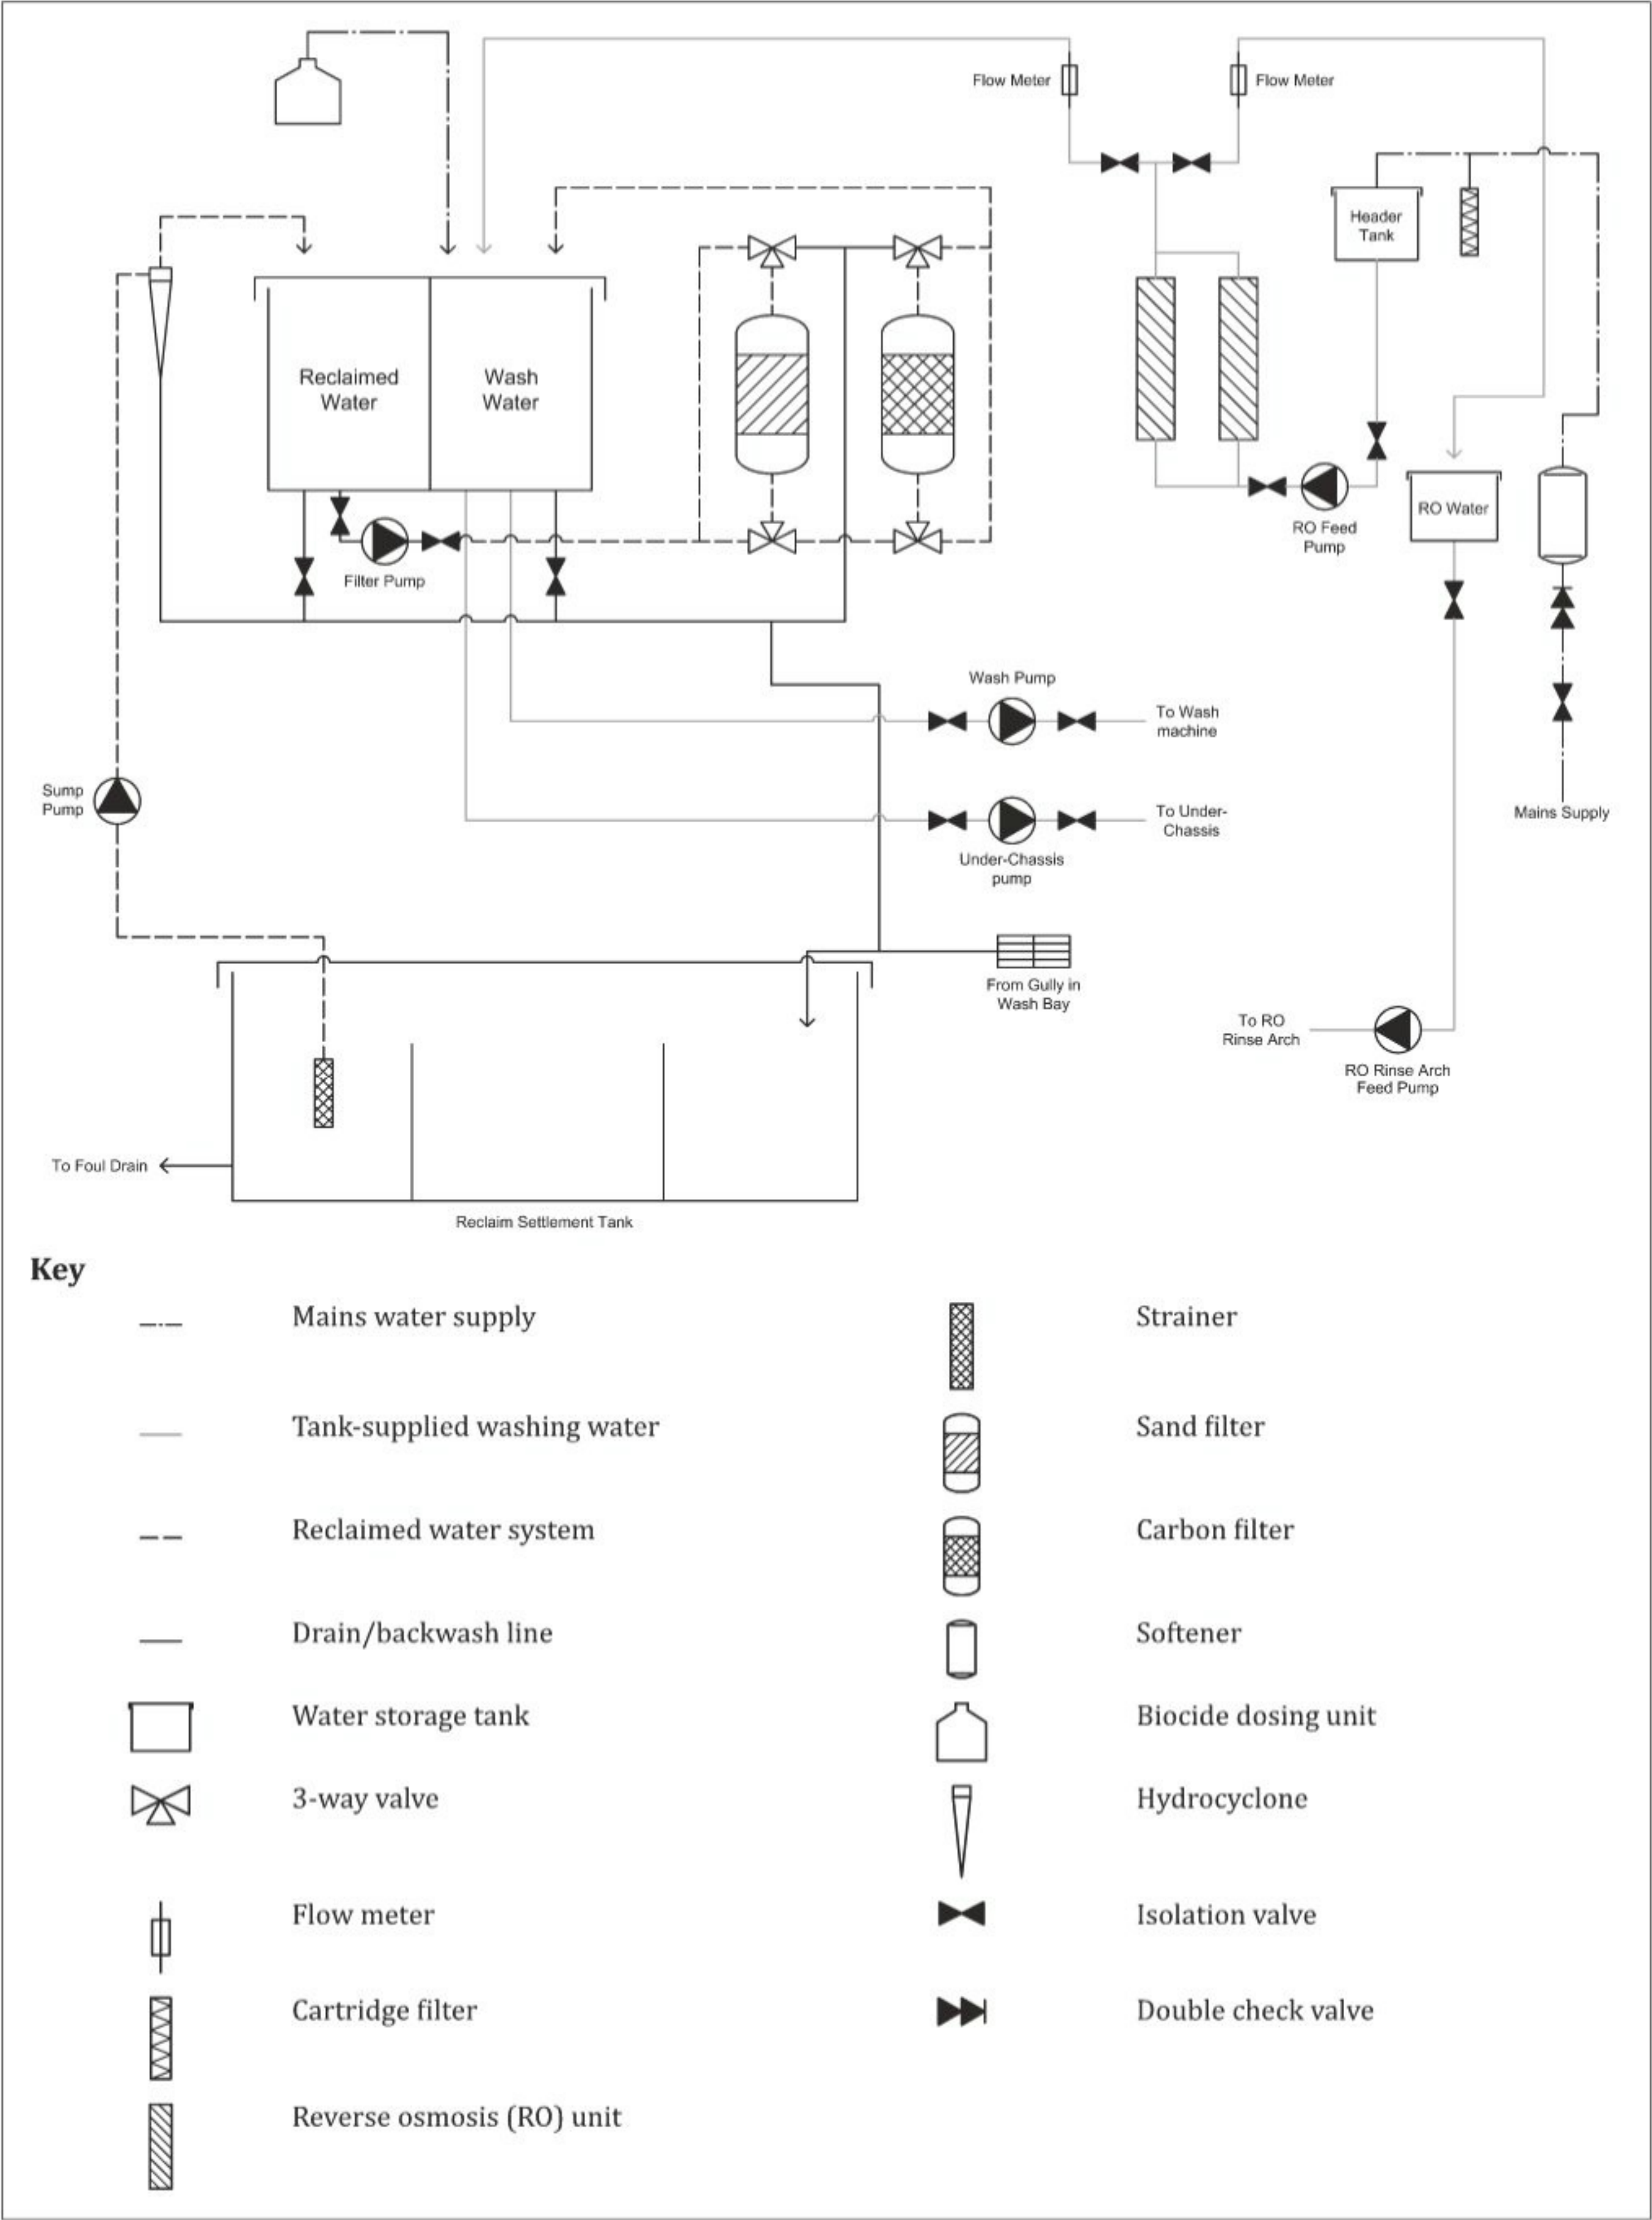 Flow Meter
Flow Meter
Header
Tank
Reclaimed
Water
Wash
Water
RO Water
RO Feed
Pump
Filter Pump
Wash Pump
To Wash
machine
Sump
Pump
To Under-
Chassis
Mains Supply
Under-Chassis
pump
From Gully in
Wash Bay
To RO
Rinse Arch
RO Rinse Arch
Feed Pump
To Foul Drain
Reclaim Settlement Tank
Key
Mains water supply
Strainer
Tank-supplied washing water
Sand filter
Reclaimed water system
Carbon filter
Drain/backwash line
Softener
Water storage tank
Biocide dosing unit
3-way valve
Hydrocyclone
Flow meter
Isolation valve
Cartridge filter
Double check valve
Reverse osmosis (RO) unit